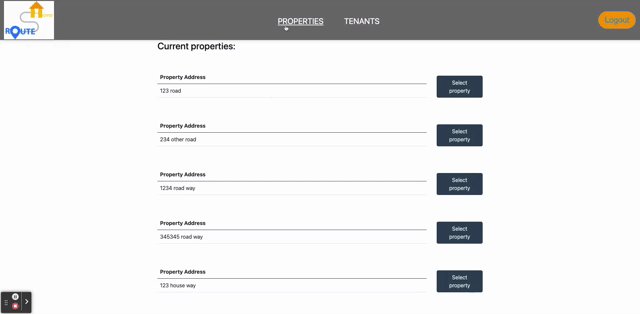 ROUTE
PROPERTIES
TENANTS
Logout
Current properties:
Property Address
123 road
Select
property
Property Address
234 other road
Select
property
Property Address
1234 road way
Select
property
Property Address
345345 road way
Select
property
Property Address
123 house way
Select
property